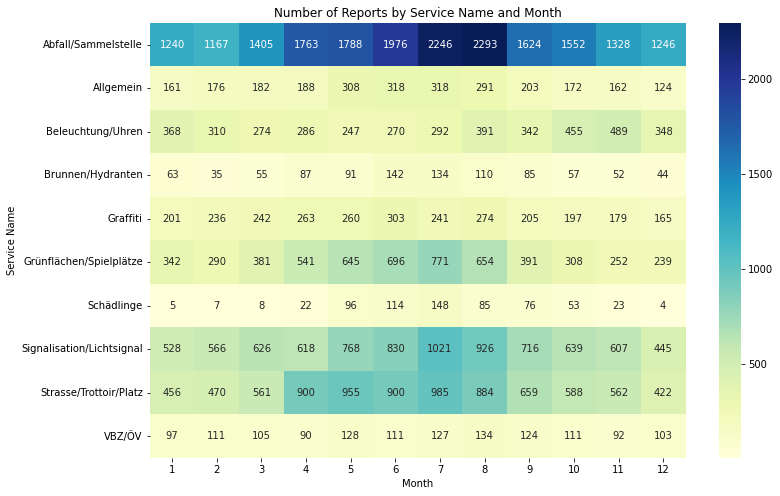 Number of Reports by Service Name and Month
Abfall/Sammelstelle 1240 1167 1405 1763 1788 1976 2246 2293 1624 1552 1328 1246
Allgemein 161 176 182 188 308 318 318 291 203 172 162 124
Beleuchtung/Uhren 368 310 274 286 247 270 292 391 342 455 489 348
Brunnen/Hydranten 63 35 55 87 91 142 134 110 85 57 52 44
Graffiti 201 236 242 263 260 303 241 274 205 197 179 165
Grünflächen/Spielplätze 342 290 381 541 645 696 771 654 391 308 252 239
Schädlinge 5 7 8 22 96 114 148 85 76 53 23 4
Signalisation/Lichtsignal 528 566 626 618 768 830 1021 926 716 639 607 445
Strasse/Trottoir/Platz 456 470 561 900 955 900 985 884 659 588 562 422
VBZ/ÖV 97 111 105 90 128 111 127 134 124 111 92 103
1 2 3 4 5 6 7 8 9 10 11 12
Month
Service Name
2000
1500
1000
500